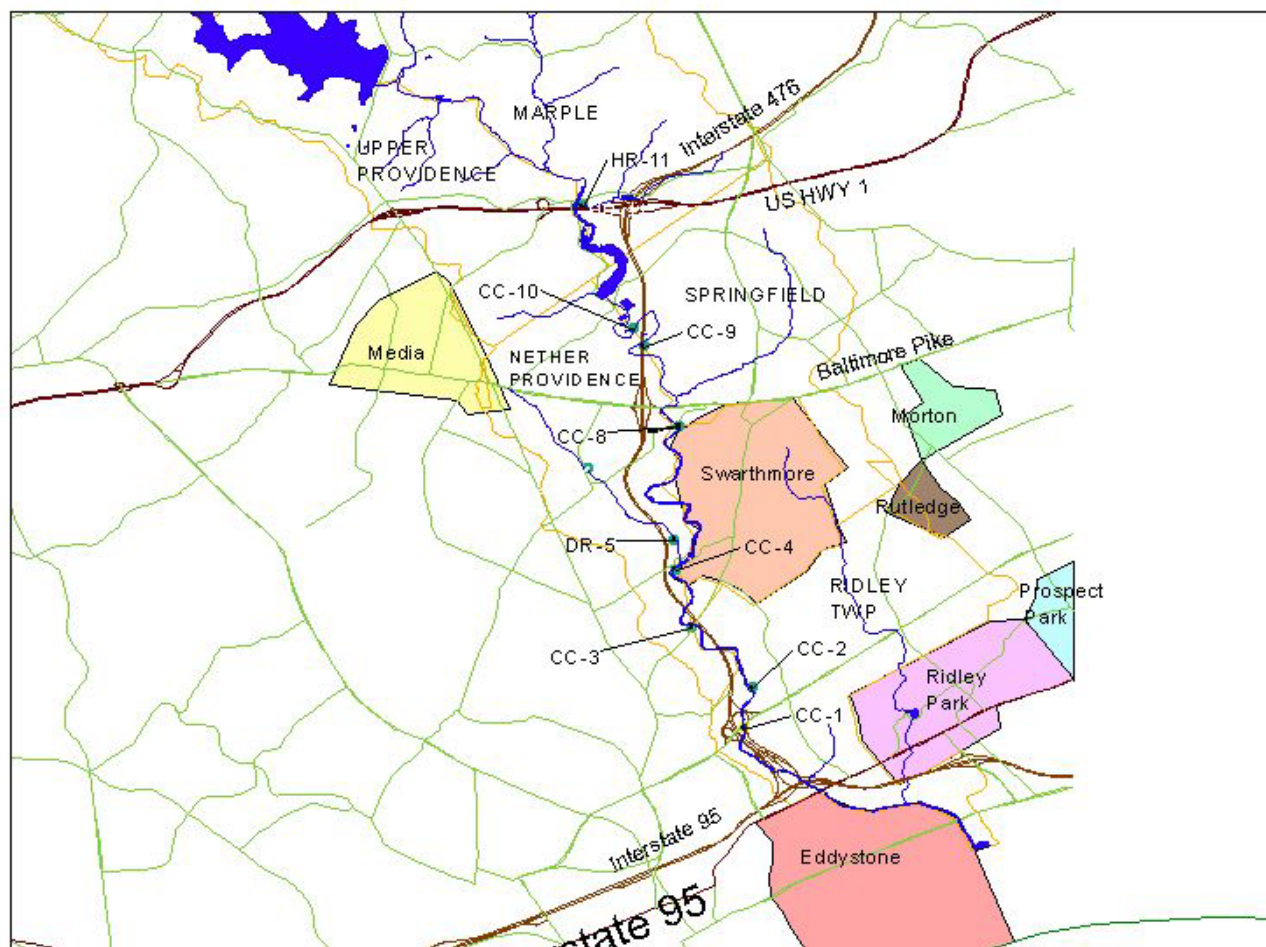 MARPLE
Interstate 476
UPPER
PROVIDENCE
HR-11
US HWY 1
CC-10
SPRINGFIELD
CC-9
Media
NETHER
PROVIDENCE
Baltimore Pike
Morton
CC-8
Swarthmore
Rutledge
DR-5
CC-4
RIDLEY
TWP
Prospect
Park
CC-3
CC-2
Ridley
Park
CC-1
Interstate 95
Eddystone
state 95